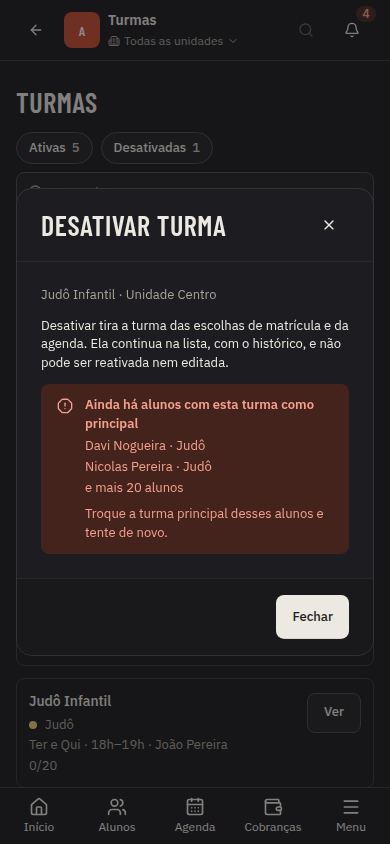 A
Turmas
Todas as unidades
4
TURMAS
Ativas 5
Desativadas 1
DESATIVAR TURMA
Judô Infantil · Unidade Centro
Desativar tira a turma das escolhas de matrícula e da
agenda. Ela continua na lista, com o histórico, e não
pode ser reativada nem editada.
Ainda há alunos com esta turma como
principal
Davi Nogueira · Judô
Nicolas Pereira · Judô
e mais 20 alunos
Troque a turma principal desses alunos e
tente de novo.
Fechar
Judô Infantil
Judô
Ter e Qui · 18h–19h · João Pereira
0/20
Ver
Início
Alunos
Agenda
Cobranças
Menu